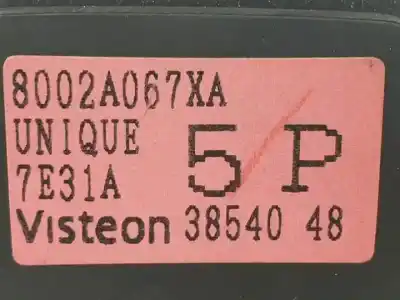 8002A067XA
UNIQUE
7E31A 5 P
Visteon 38540 48